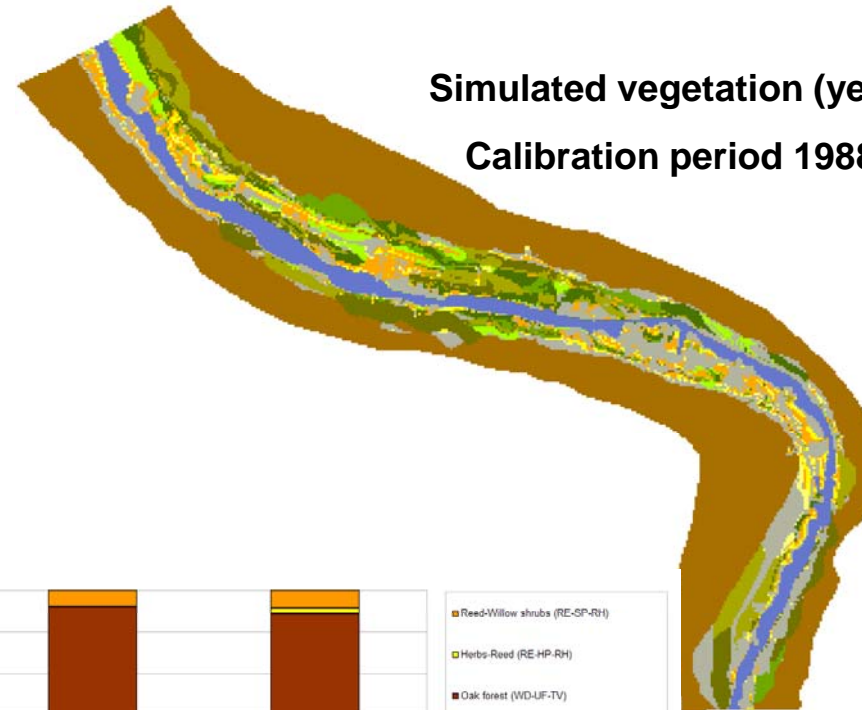 Simulated vegetation (ye
Calibration period 1988
Reed-Willow shrubs (RE-SP-RH)
Herbs-Reed (RE-HP-RH)
Oak forest (WD-UF-TV)